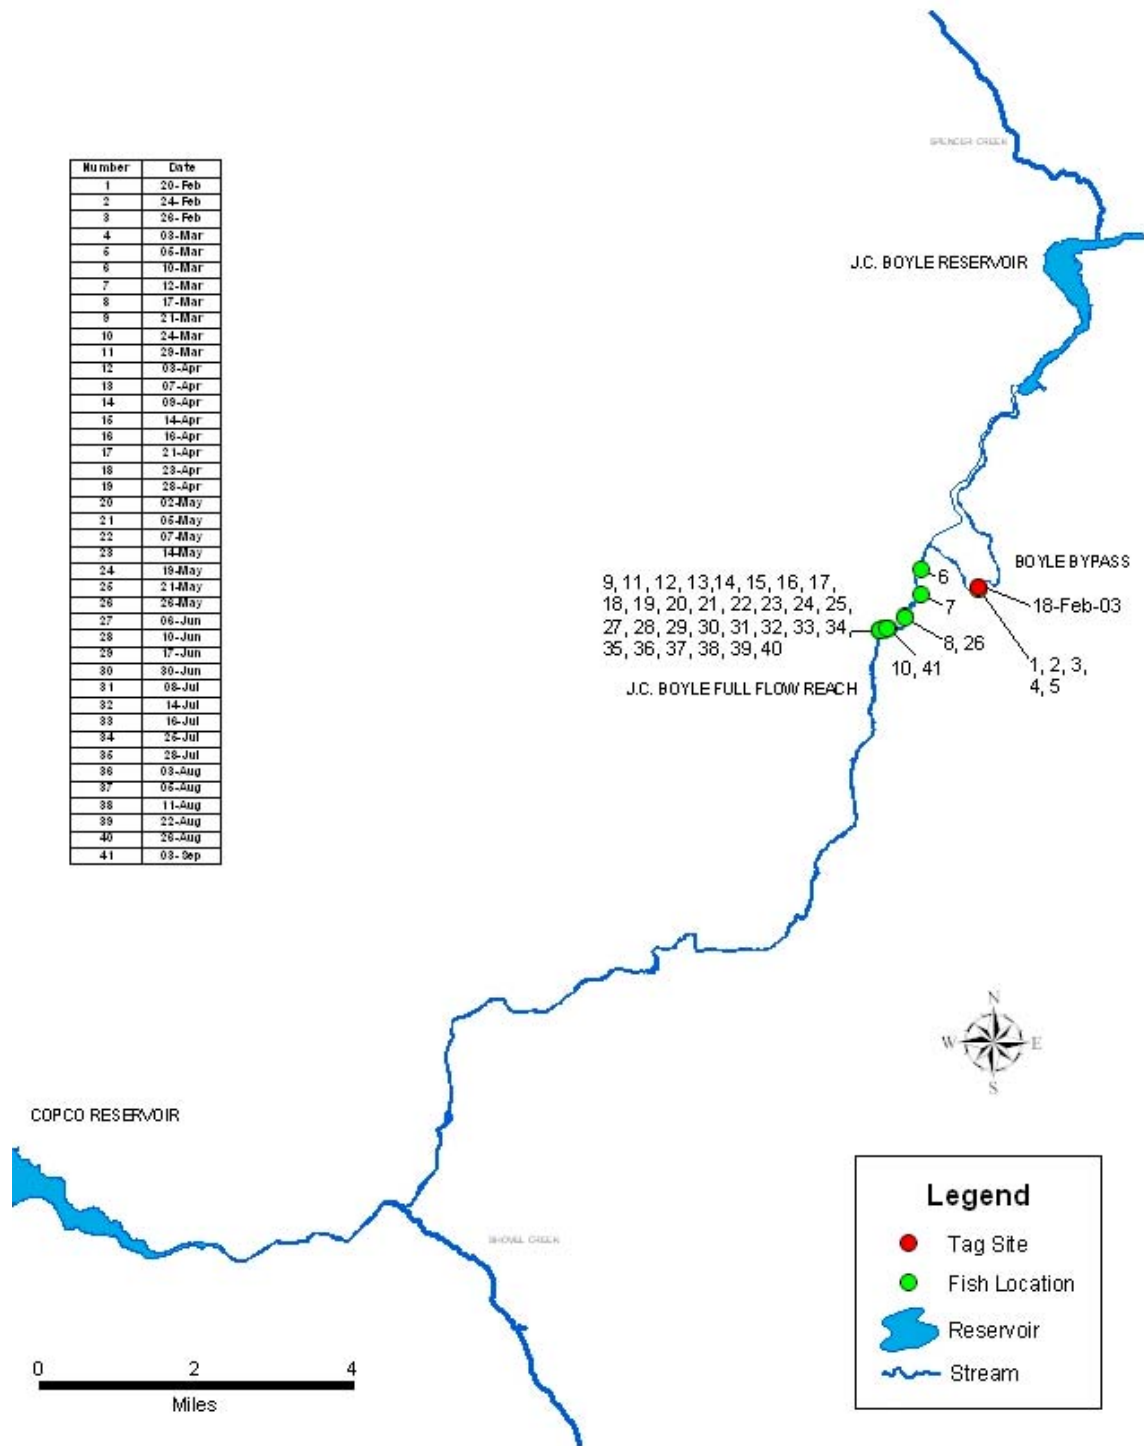 SPENCER CREEK
Number Date
1 20-Feb
2 24-Feb
3 26-Feb
4 03-Mar
5 05-Mar
6 10-Mar
7 12-Mar
8 17-Mar
9 21-Mar
10 24-Mar
11 29-Mar
12 03-Apr
13 07-Apr
14 09-Apr
15 14-Apr
16 16-Apr
17 21-Apr
18 23-Apr
19 28-Apr
20 02-May
21 05-May
22 07-May
23 14-May
24 19-May
25 21-May
26 26-May
27 06-Jun
28 10-Jun
29 17-Jun
30 30-Jun
31 08-Jul
32 14-Jul
33 16-Jul
34 25-Jul
35 28-Jul
36 03-Aug
37 05-Aug
38 11-Aug
39 22-Aug
40 26-Aug
41 03-Sep
J.C. BOYLE RESERVOIR
BOYLE BYPASS
6
18-Feb-03
7
9, 11, 12, 13,14, 15, 16, 17,
18, 19, 20, 21, 22, 23, 24, 25,
27, 28, 29, 30, 31, 32, 33, 34,
35, 36, 37, 38, 39, 40
8, 26
10, 41
1, 2, 3,
4, 5
J.C. BOYLE FULL FLOW REACH
N
W E
S
COPCO RESERVOIR
SHOVEL CREEK
Legend
Tag Site
Fish Location
Reservoir
Stream
0 2 4
Miles